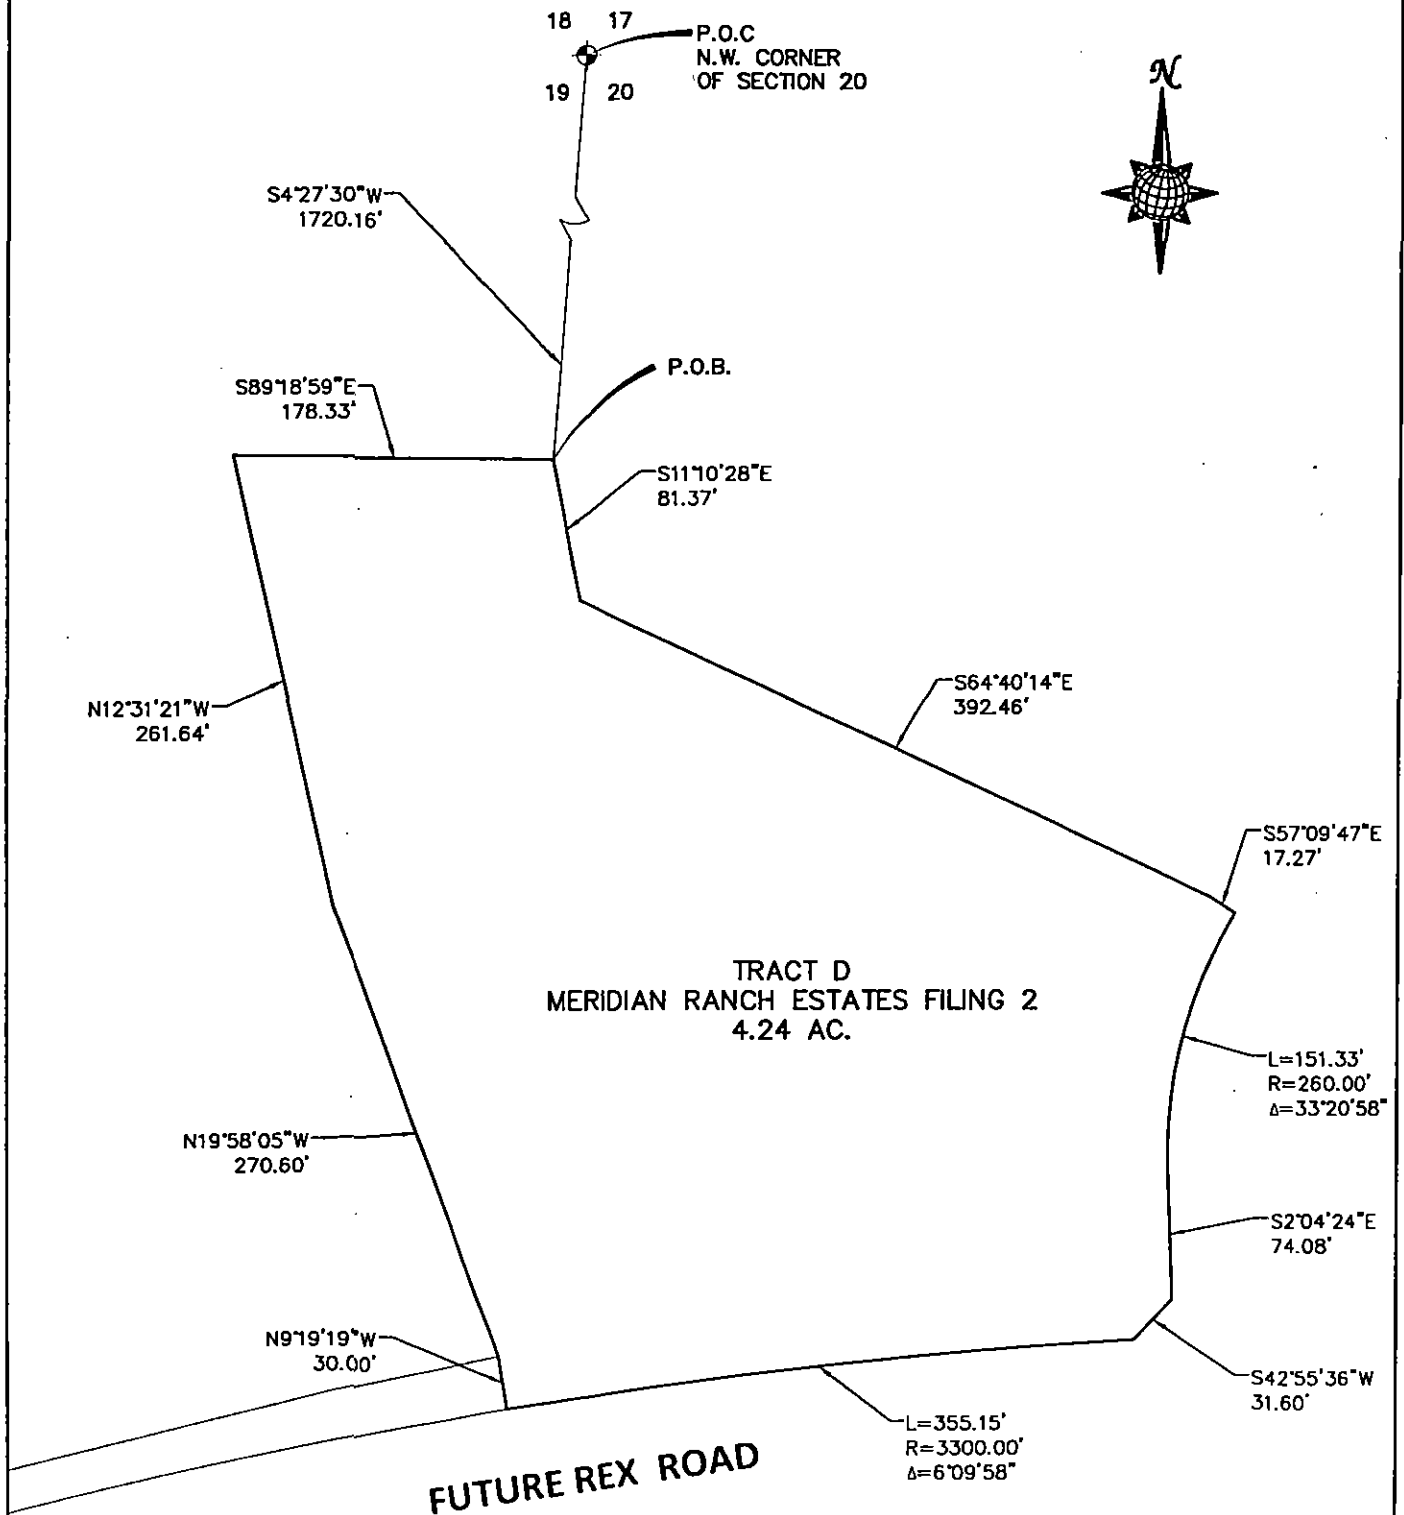 18 17
P.O.C
N.W. CORNER
OF SECTION 20
19 20
N
S4°27'30"W
1720.16'
P.O.B.
S89°18'59"E
178.33'
S11°10'28"E
81.37'
S64°40'14"E
392.46'
N12°31'21"W
261.64'
S57°09'47"E
17.27'
TRACT D
MERIDIAN RANCH ESTATES FILING 2
4.24 AC.
L=151.33'
R=260.00'
Δ=33°20'58"
N19°58'05"W
270.60'
S2°04'24"E
74.08'
N9°19'19"W
30.00'
S42°55'36"W
31.60'
L=355.15'
R=3300.00'
Δ=6°09'58"
FUTURE REX ROAD